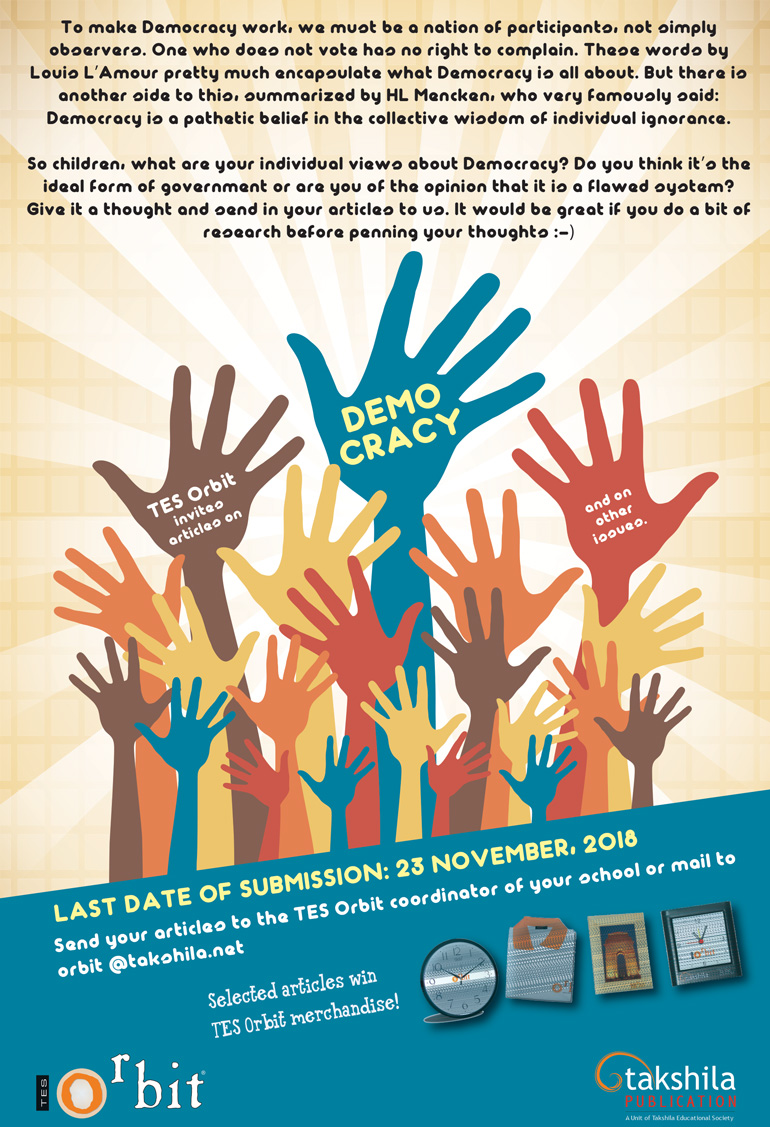 To make Democracy work, we must be a nation of participants, not simply
observers. One who does not vote has no right to complain. These words by
Louis L'Amour pretty much encapsulate what Democracy is all about. But there is
another side to this, summarized by HL Mencken, who very famously said:
Democracy is a pathetic belief in the collective wisdom of individual ignorance.
So children, what are your individual views about Democracy? Do you think it's the
ideal form of government or are you of the opinion that it is a flawed system?
Give it a thought and send in your articles to us. It would be great if you do a bit of
research before penning your thoughts :-)
TES Orbit
invites
articles on
DEMO
CRACY
and on
other
issues.
LAST DATE OF SUBMISSION: 23 NOVEMBER, 2018
Send your articles to the TES Orbit coordinator of your school or mail to
orbit @takshila.net
Selected articles win
TES Orbit merchandise!
TES Orbit
takshila
PUBLICATION
A Unit of Takshila Educational Society